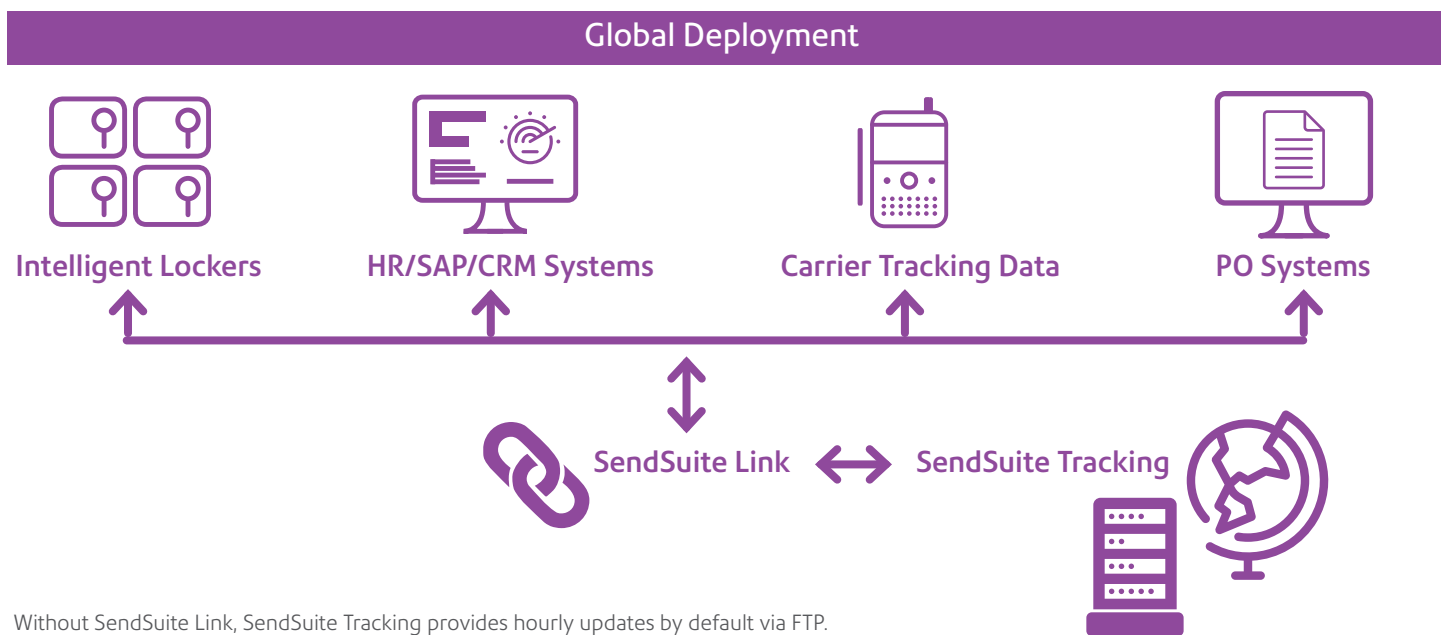 Global Deployment
Intelligent Lockers
HR/SAP/CRM Systems
Carrier Tracking Data
PO Systems
SendSuite Link
SendSuite Tracking
Without SendSuite Link, SendSuite Tracking provides hourly updates by default via FTP.